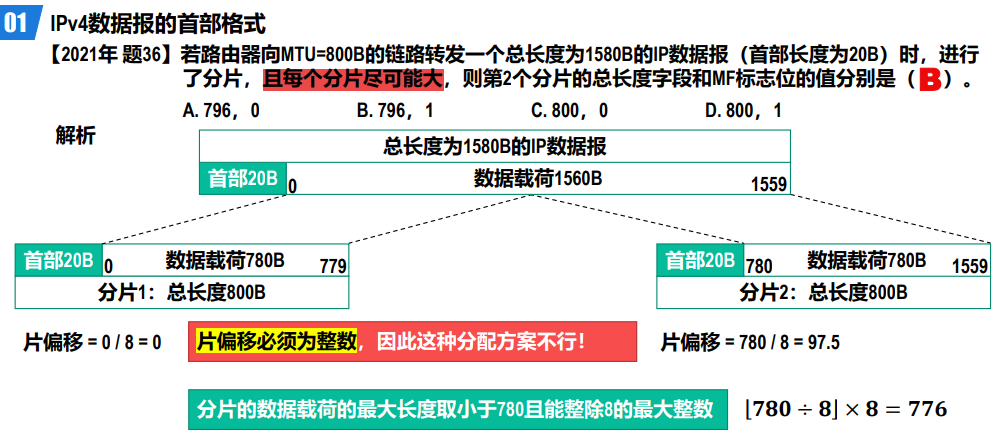 01 IPv4数据报的首部格式
【2021年 题36】若路由器向MTU=800B的链路转发一个总长度为1580B的IP数据报（首部长度为20B）时，进行
了分片，且每个分片尽可能大，则第2个分片的总长度字段和MF标志位的值分别是（ B ）。
A. 796，0 B. 796，1 C. 800，0 D. 800，1
解析
总长度为1580B的IP数据报
首部20B 0 数据载荷1560B 1559
首部20B 0 数据载荷780B 779
分片1：总长度800B
首部20B 780 数据载荷780B 1559
分片2：总长度800B
片偏移 = 0 / 8 = 0
片偏移必须为整数，因此这种分配方案不行！
片偏移 = 780 / 8 = 97.5
分片的数据载荷的最大长度取小于780且能整除8的最大整数
⌊780 ÷ 8⌋ × 8 = 776